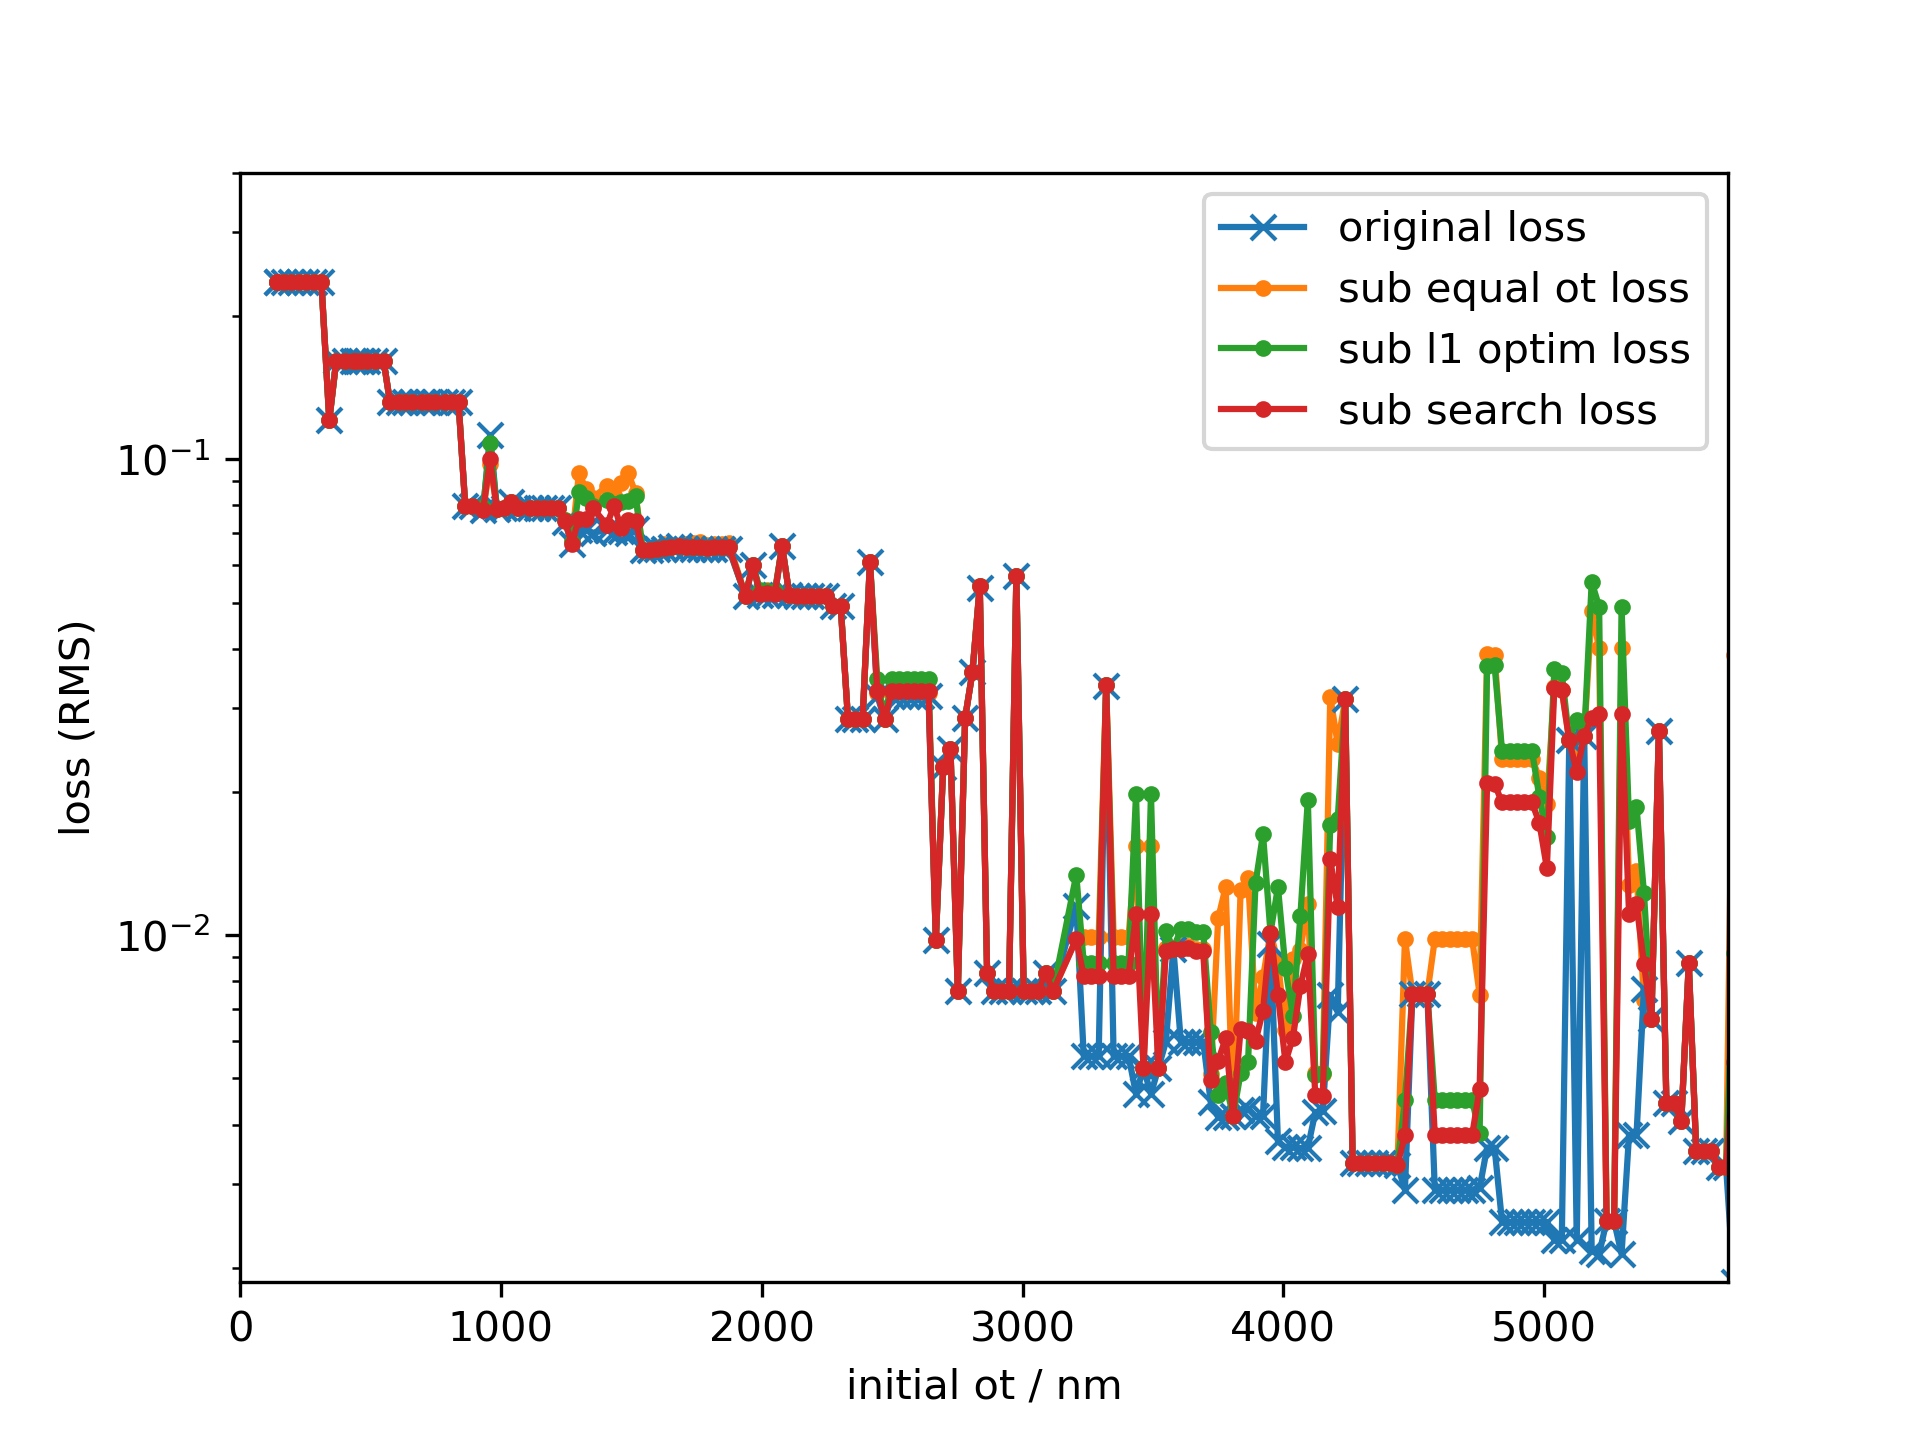 original loss
sub equal ot loss
sub l1 optim loss
sub search loss
10⁻¹
10⁻²
loss (RMS)
0 1000 2000 3000 4000 5000
initial ot / nm